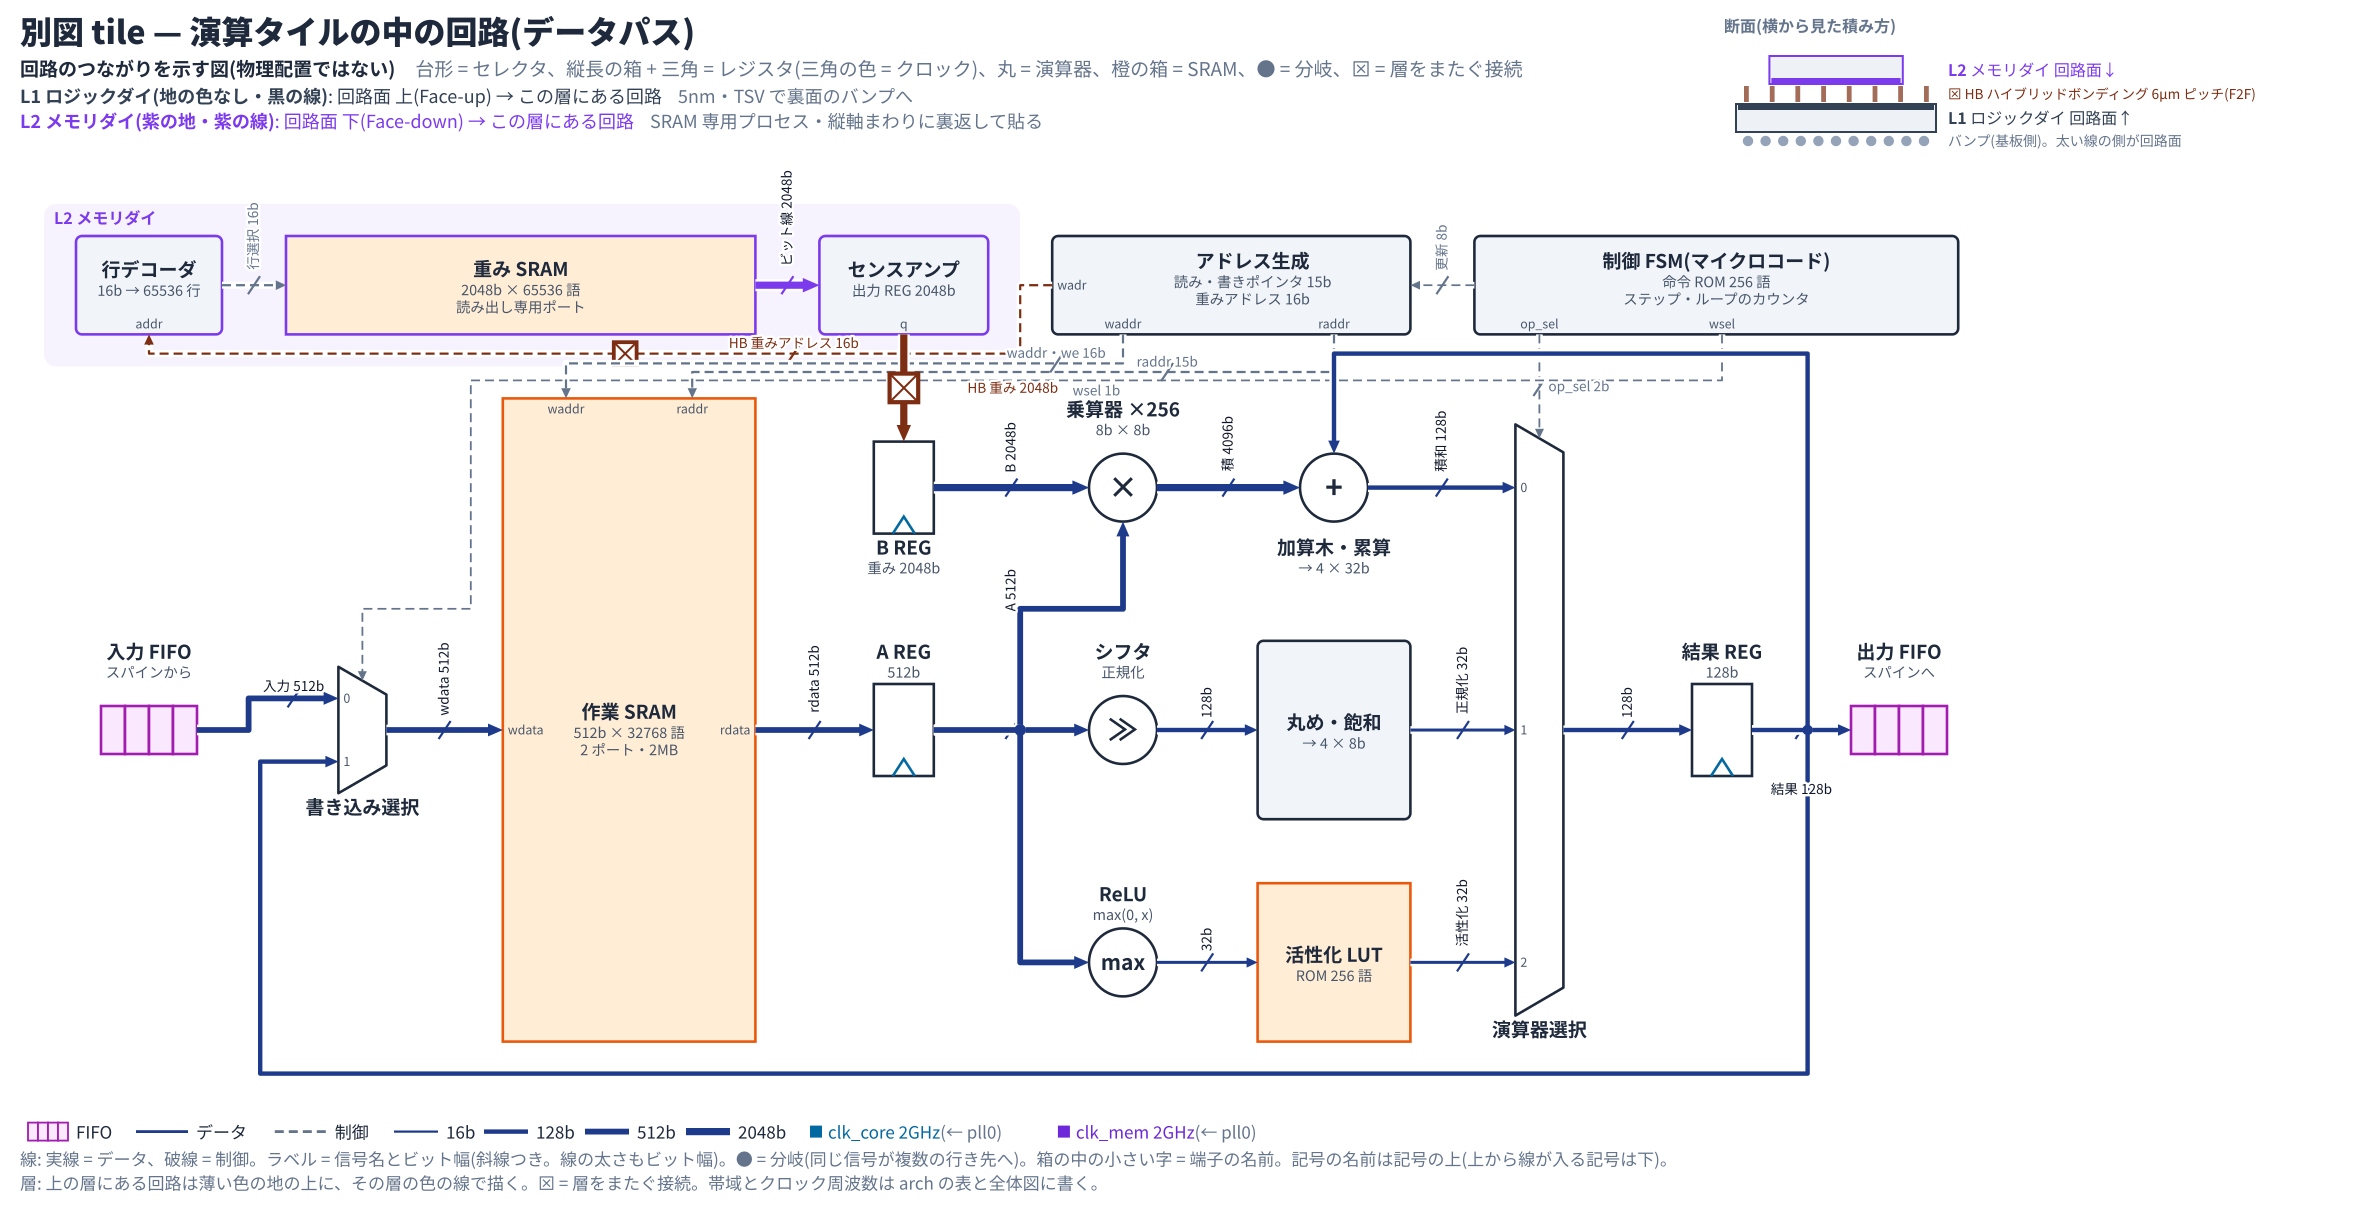 別図 tile — 演算タイルの中の回路(データパス)
回路のつながりを示す図(物理配置ではない) 台形 = セレクタ、縦長の箱 + 三角 = レジスタ(三角の色 = クロック)、丸 = 演算器、橙の箱 = SRAM、● = 分岐、☒ = 層をまたぐ接続
L1 ロジックダイ(地の色なし・黒の線): 回路面 上(Face-up) → この層にある回路 5nm・TSV で裏面のバンプへ
L2 メモリダイ(紫の地・紫の線): 回路面 下(Face-down) → この層にある回路 SRAM 専用プロセス・縦軸まわりに裏返して貼る
断面(横から見た積み方)
L2 メモリダイ 回路面↓
☒ HB ハイブリッドボンディング 6µm ピッチ(F2F)
L1 ロジックダイ 回路面↑
バンプ(基板側)。太い線の側が回路面
L2 メモリダイ
行デコーダ
16b → 65536 行
addr
行選択 16b
重み SRAM
2048b × 65536 語
読み出し専用ポート
ビット線 2048b
センスアンプ
出力 REG 2048b
q
アドレス生成
読み・書きポインタ 15b
重みアドレス 16b
wadr
waddr
raddr
更新 8b
制御 FSM(マイクロコード)
命令 ROM 256 語
ステップ・ループのカウンタ
op_sel
wsel
HB 重みアドレス 16b
waddr・we 16b
raddr 15b
HB 重み 2048b
wsel 1b
op_sel 2b
waddr
raddr
乗算器 ×256
8b × 8b
B 2048b
×
積 4096b
+
積和 128b
0
B REG
重み 2048b
加算木・累算
→ 4 × 32b
A 512b
入力 FIFO
スパインから
入力 512b
0
1
書き込み選択
wdata 512b
wdata
作業 SRAM
512b × 32768 語
2 ポート・2MB
rdata
rdata 512b
A REG
512b
シフタ
正規化
128b
丸め・飽和
→ 4 × 8b
正規化 32b
1
128b
結果 REG
128b
出力 FIFO
スパインへ
結果 128b
ReLU
max(0, x)
max
32b
活性化 LUT
ROM 256 語
活性化 32b
2
演算器選択
FIFO データ 制御 16b 128b 512b 2048b clk_core 2GHz(← pll0) clk_mem 2GHz(← pll0)
線: 実線 = データ、破線 = 制御。ラベル = 信号名とビット幅(斜線つき。線の太さもビット幅)。● = 分岐(同じ信号が複数の行き先へ)。箱の中の小さい字 = 端子の名前。記号の名前は記号の上(上から線が入る記号は下)。
層: 上の層にある回路は薄い色の地の上に、その層の色の線で描く。☒ = 層をまたぐ接続。帯域とクロック周波数は arch の表と全体図に書く。